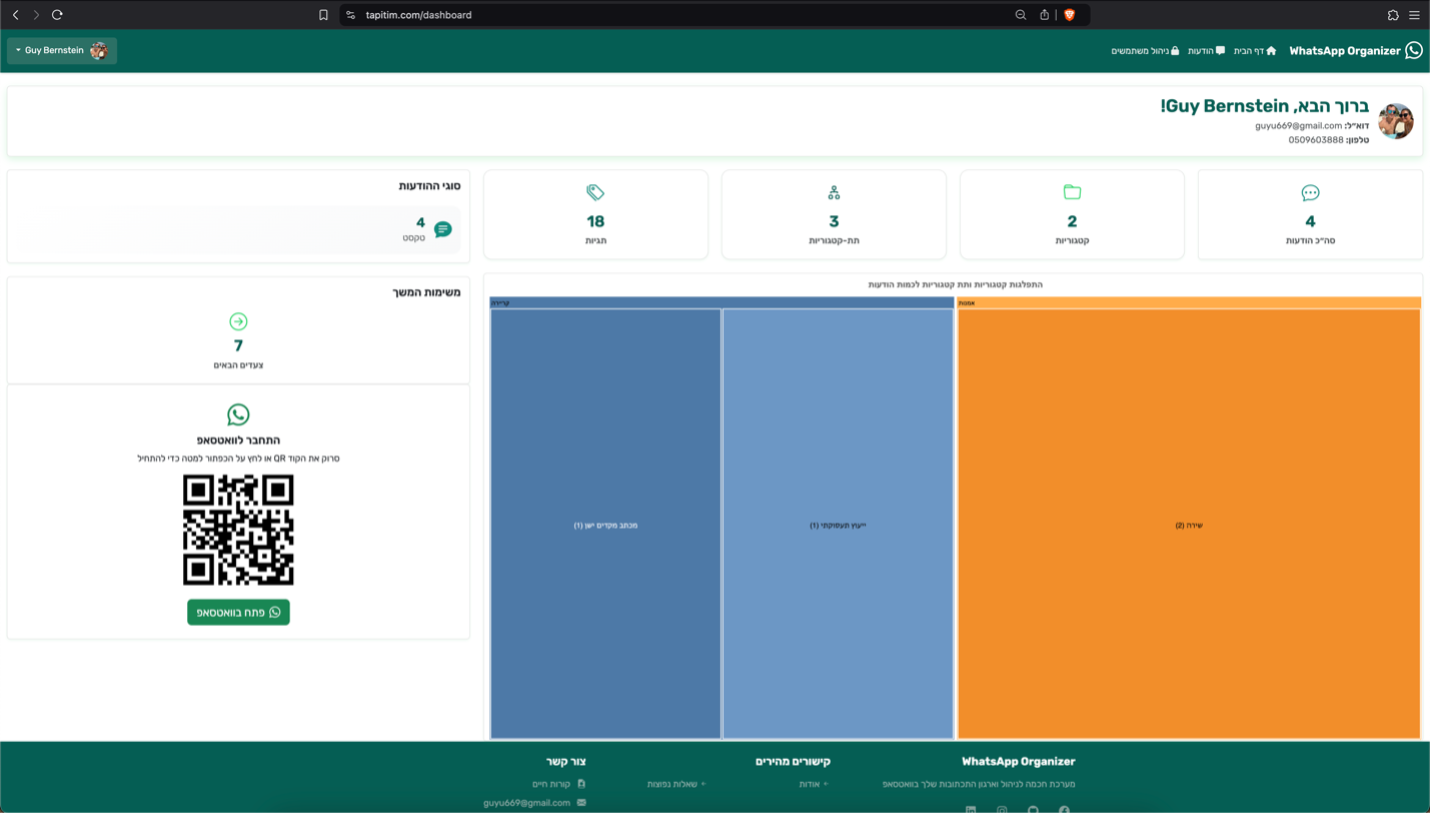 tapitim.com/dashboard
WhatsApp Organizer
דף הבית
הודעות
ניהול משתמשים
Guy Bernstein
ברוך הבא, Guy Bernstein!
דוא״ל: guyu669@gmail.com
טלפון: 0509603888
4
סה״כ הודעות
2
קטגוריות
3
תת-קטגוריות
18
תגיות
סוגי ההודעות
4
טקסט
התפלגות קטגוריות ותת קטגוריות לכמות הודעות
אמנות
שירה (2)
קריירה
ייעוץ תעסוקתי (1)
מכתב מקדים ישן (1)
משימות המשך
7
צעדים הבאים
התחבר לוואטסאפ
סרוק את הקוד QR או לחץ על הכפתור למטה כדי להתחיל
פתח בוואטסאפ
WhatsApp Organizer
מערכת חכמה לניהול וארגון התכתובות שלך בוואטסאפ
קישורים מהירים
אודות
שאלות נפוצות
צור קשר
קורות חיים
guyu669@gmail.com